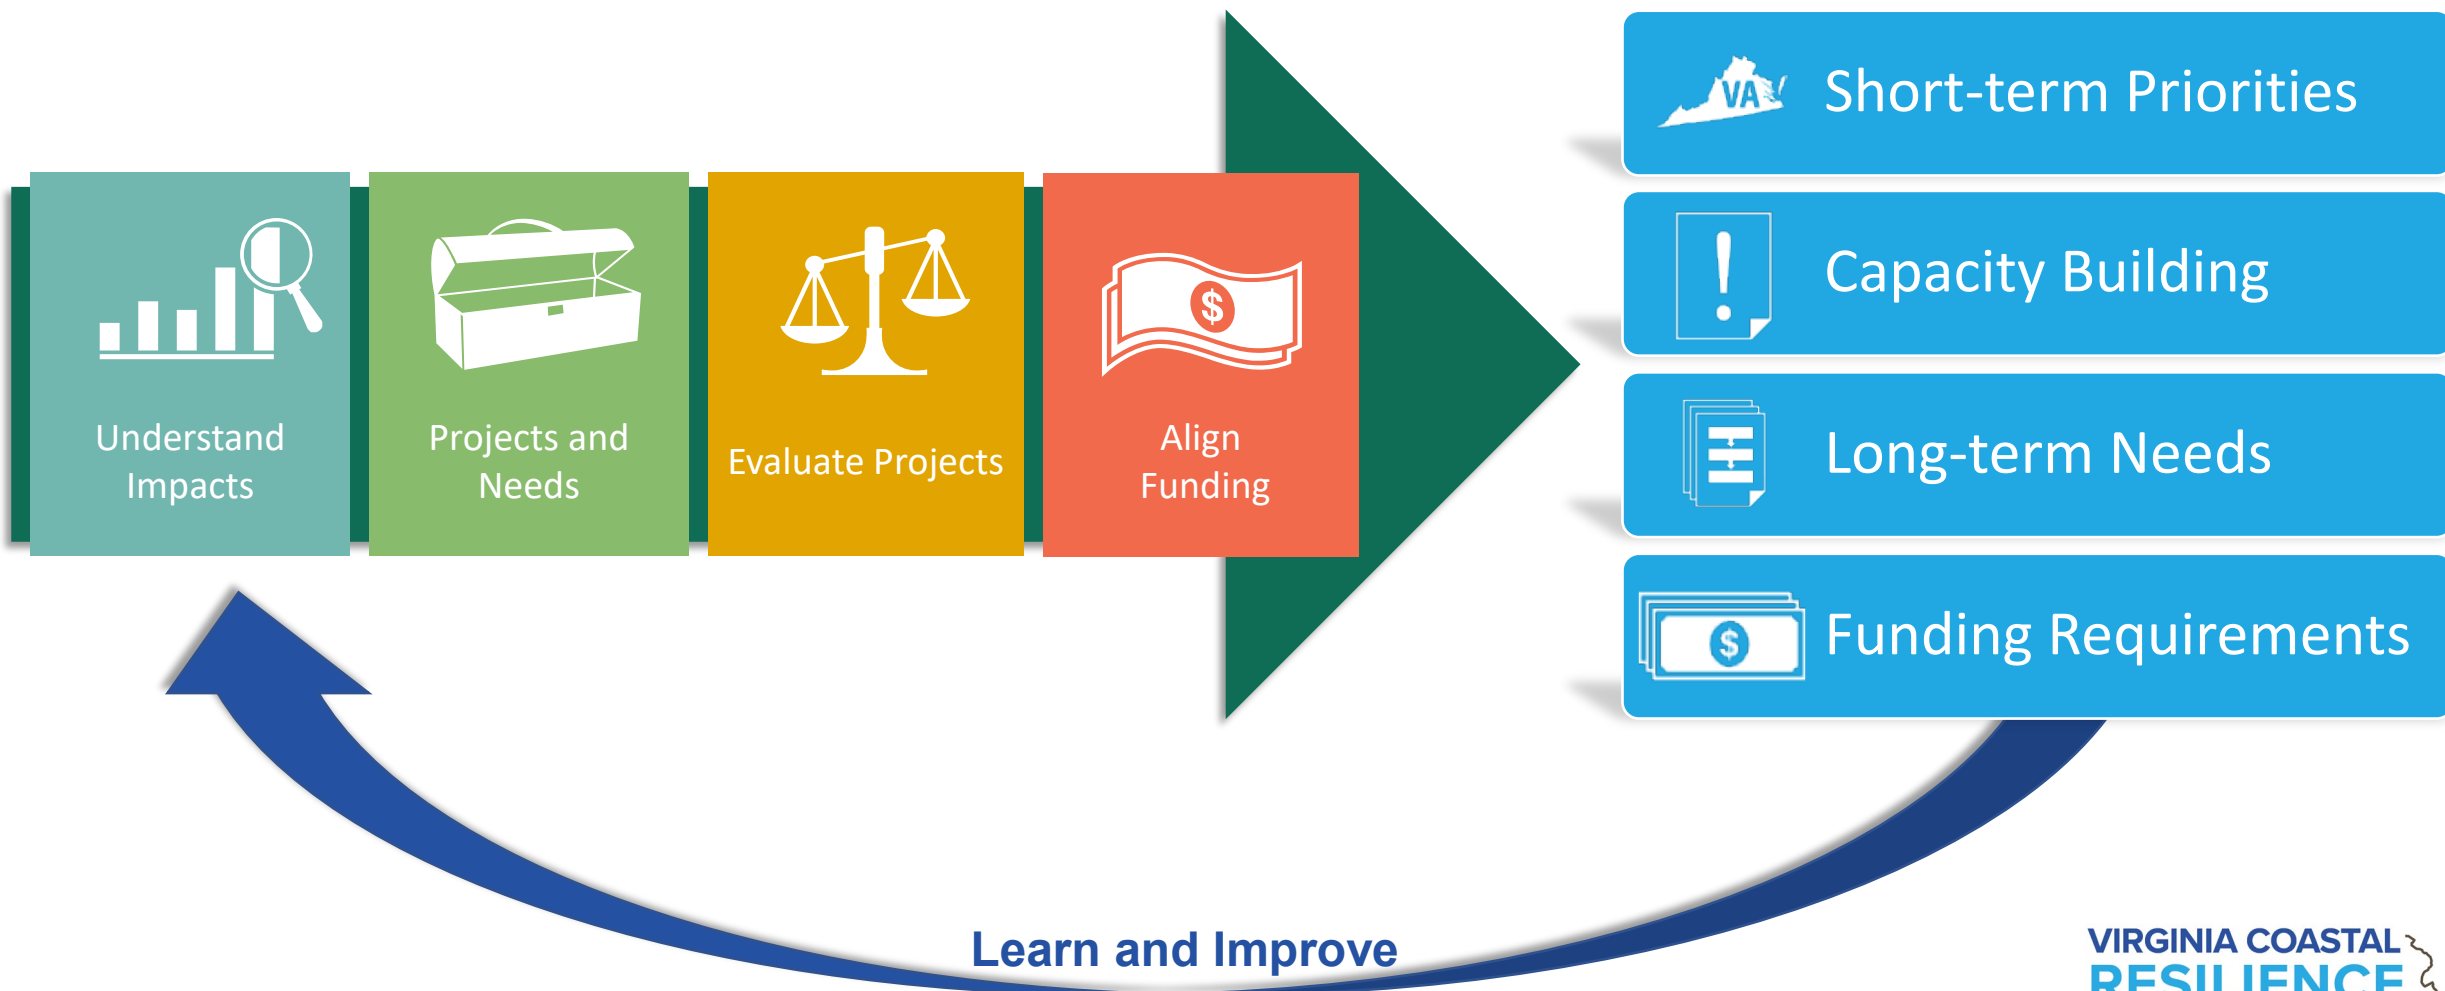 Understand
Impacts
Projects and
Needs
Evaluate Projects
$
Align
Funding
VA
Short-term Priorities
!
Capacity Building
Long-term Needs
$
Funding Requirements
Learn and Improve
VIRGINIA COASTAL
RESILIENCE